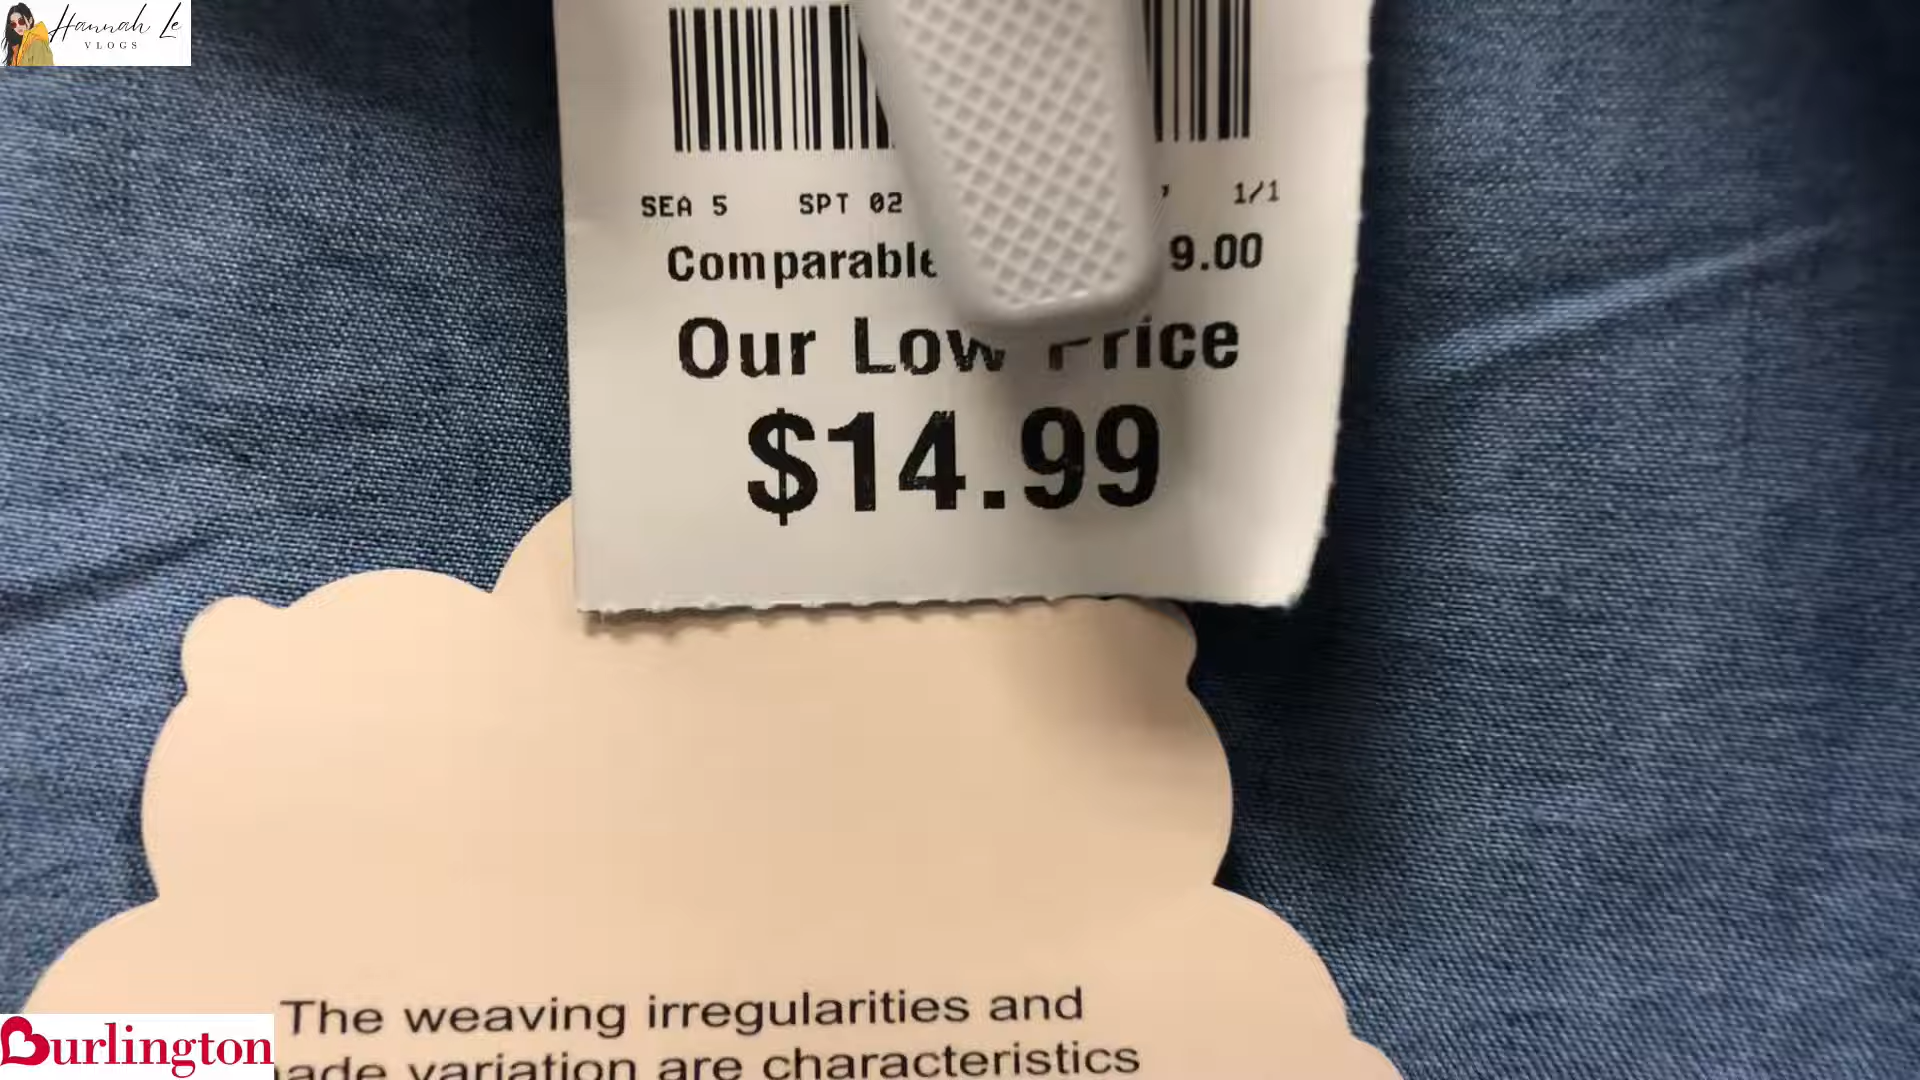 Hannah Le
VLOGS
SEA 5 SPT 02 1/1
Comparable 9.00
Our Low Price
$14.99
The weaving irregularities and
variation are characteristics
Burlington